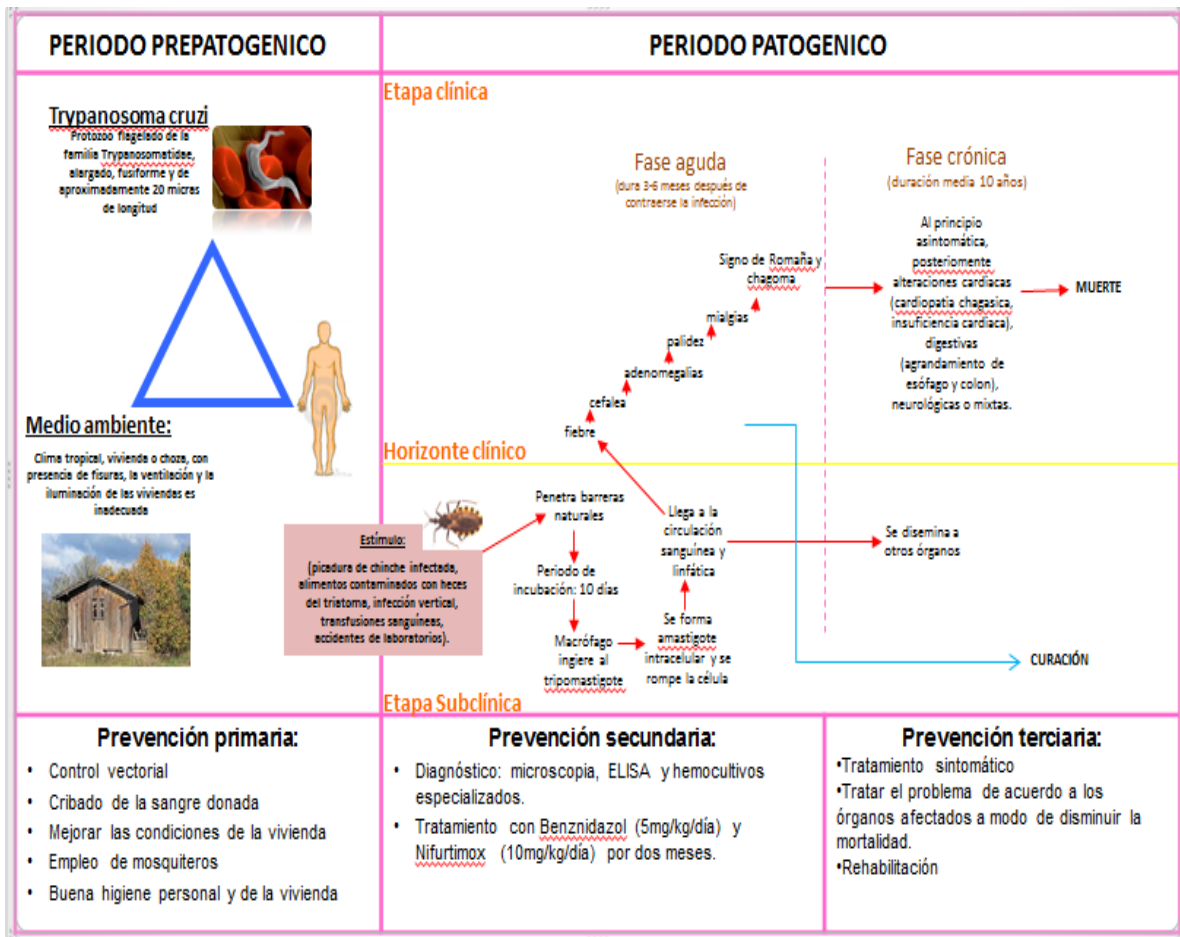 PERIODO PREPATOGENICO
PERIODO PATOGENICO
Trypanosoma cruzi
Protozoo flagelado de la
familia Trypanosomatidae,
alargado, fusiforme y de
aproximadamente 20 micras
de longitud
Medio ambiente:
Clima tropical, vivienda o choza, con
presencia de fisuras, la ventilación y la
iluminación de las viviendas es
inadecuada
Estímulo:
(picadura de chinche infectada,
alimentos contaminados con heces
del triatoma, infección vertical,
transfusiones sanguíneas,
accidentes de laboratorios).
Etapa clínica
Fase aguda
(dura 3-6 meses después de
contraerse la infección)
Fase crónica
(duración media 10 años)
Signo de Romaña y
chagoma
mialgias
palidez
adenomegalias
cefalea
fiebre
Al principio
asintomática,
posteriomente
alteraciones cardiacas
(cardiopatia chagasica,
insuficiencia cardiaca),
digestivas
(agrandamiento de
esófago y colon),
neurológicas o mixtas.
MUERTE
Horizonte clínico
Penetra barreras
naturales
Periodo de
incubación: 10 días
Macrófago
ingiere al
tripomastigote
Se forma
amastigote
intracelular y se
rompe la célula
Llega a la
circulación
sanguínea y
linfática
Se disemina a
otros órganos
CURACIÓN
Etapa Subclínica
Prevención primaria:
• Control vectorial
• Cribado de la sangre donada
• Mejorar las condiciones de la vivienda
• Empleo de mosquiteros
• Buena higiene personal y de la vivienda
Prevención secundaria:
• Diagnóstico: microscopia, ELISA y hemocultivos
especializados.
• Tratamiento con Benznidazol (5mg/kg/día) y
Nifurtimox (10mg/kg/día) por dos meses.
Prevención terciaria:
•Tratamiento sintomático
•Tratar el problema de acuerdo a los
órganos afectados a modo de disminuir la
mortalidad.
•Rehabilitación